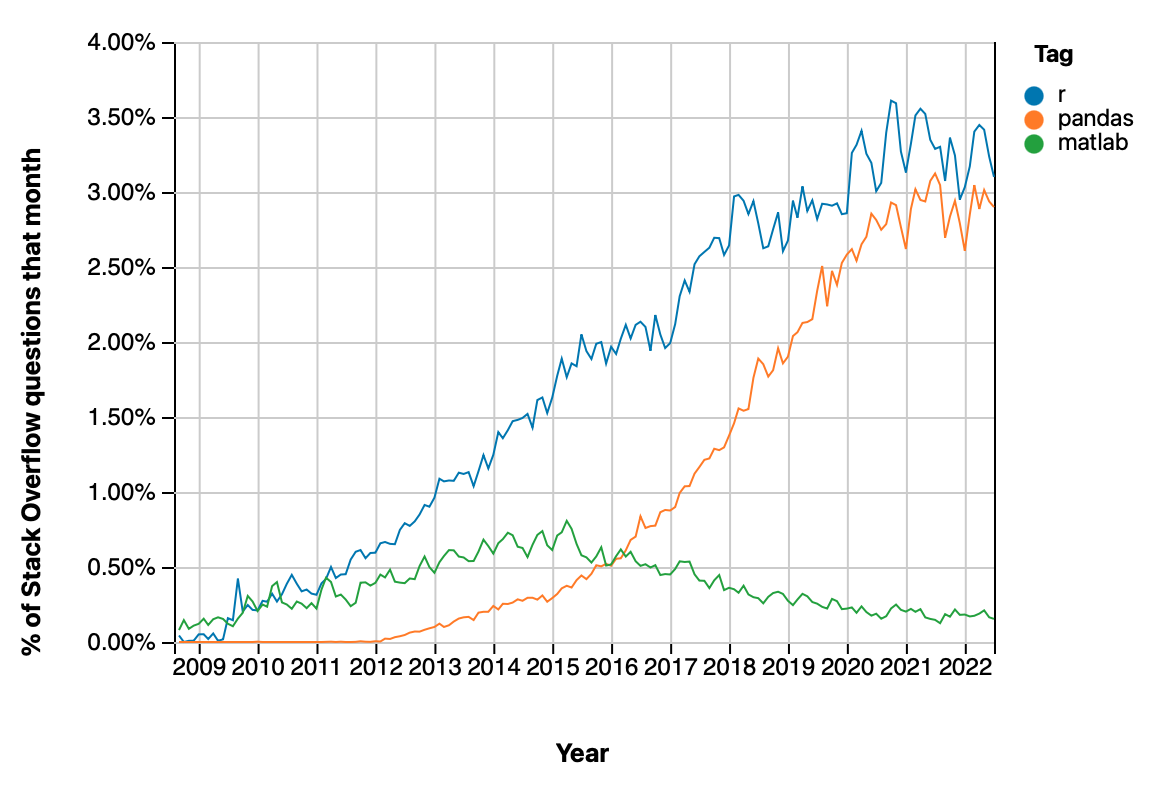 4.00%
3.50%
3.00%
2.50%
2.00%
1.50%
1.00%
0.50%
0.00%
% of Stack Overflow questions that month
2009 2010 2011 2012 2013 2014 2015 2016 2017 2018 2019 2020 2021 2022
Year
Tag
r
pandas
matlab